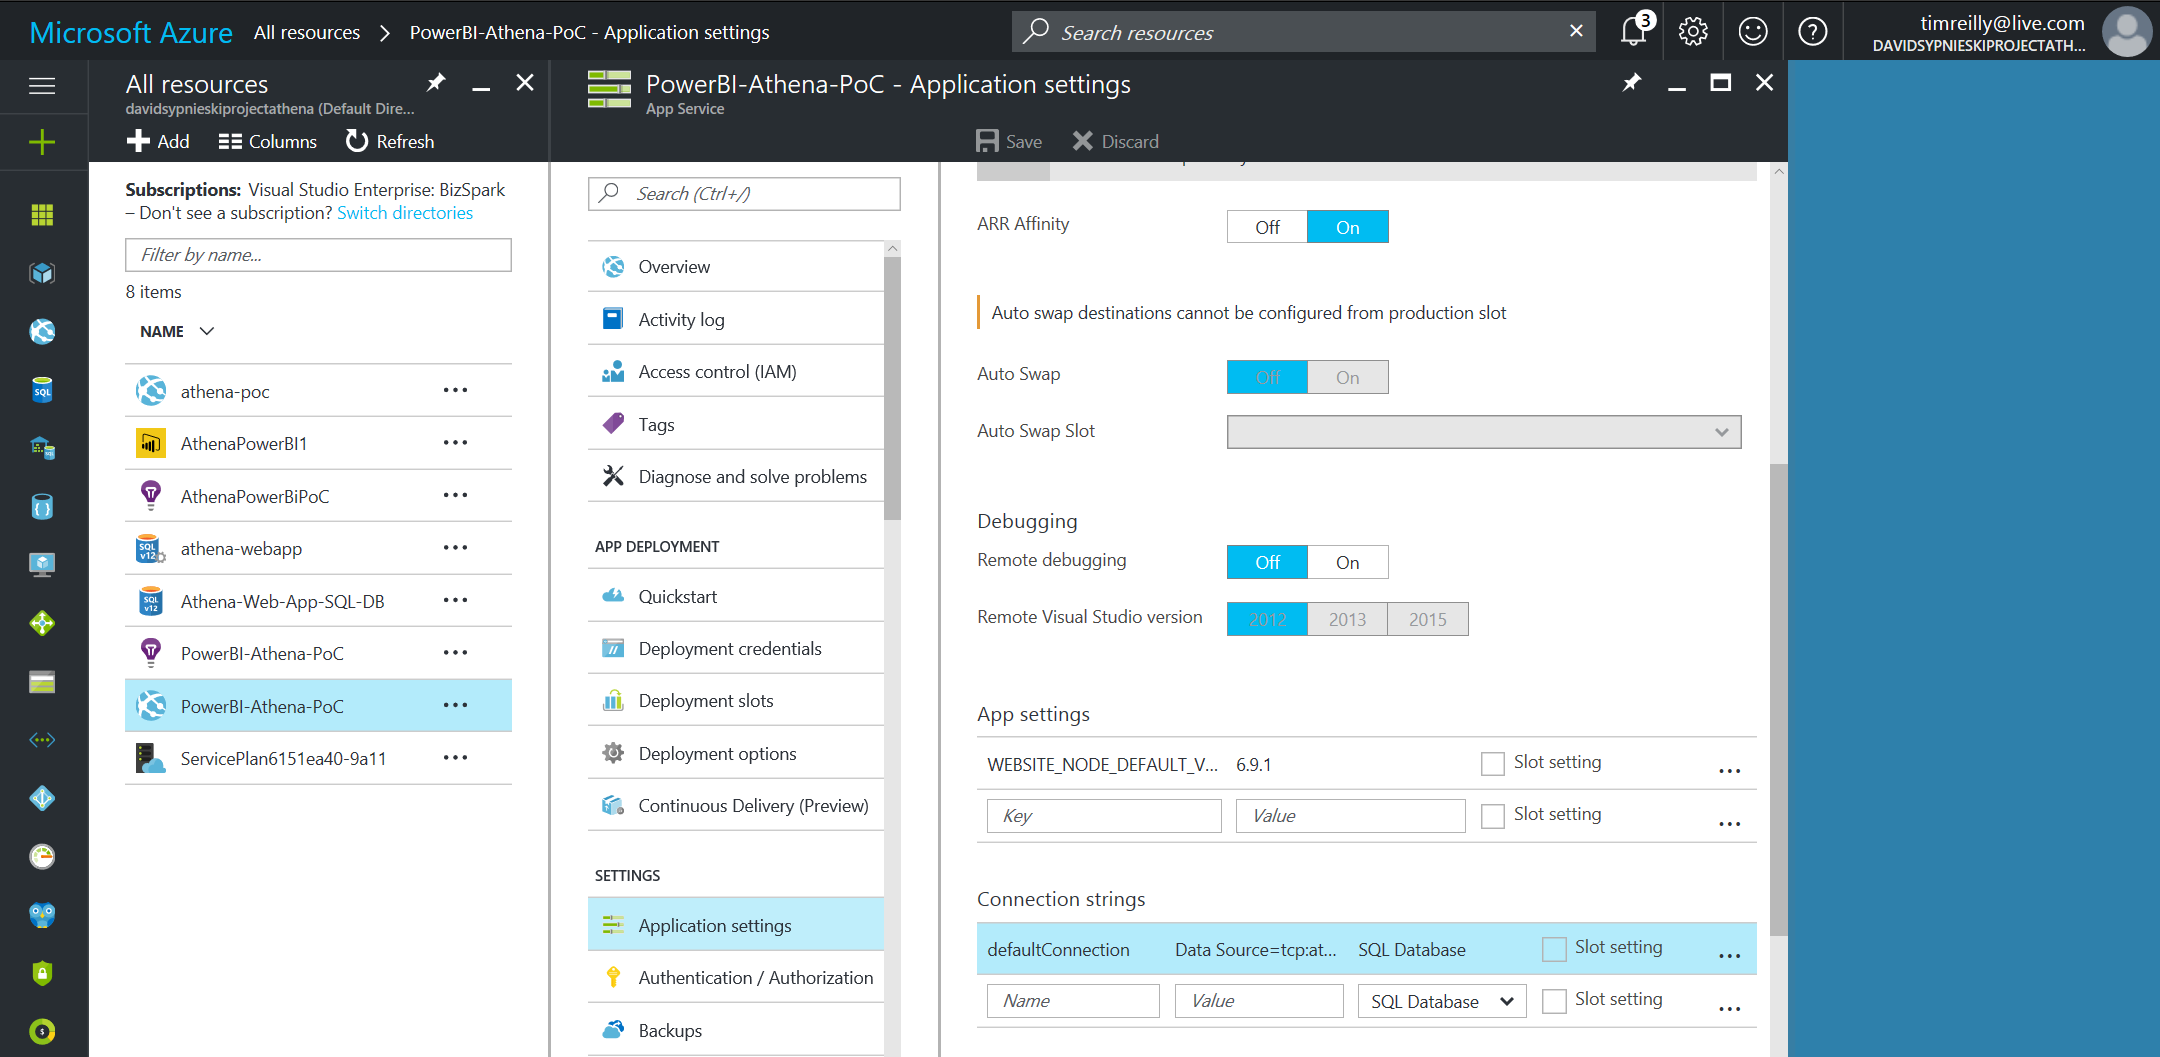 Microsoft Azure
All resources > PowerBI-Athena-PoC - Application settings
Search resources
3
timreilly@live.com
DAVIDSYPNIESKIPROJECTATH...
All resources
davidsypnieskiprojectathena (Default Dire...
Add
Columns
Refresh
Subscriptions: Visual Studio Enterprise: BizSpark
– Don't see a subscription? Switch directories
Filter by name...
8 items
NAME
athena-poc
AthenaPowerBI1
AthenaPowerBiPoC
athena-webapp
Athena-Web-App-SQL-DB
PowerBI-Athena-PoC
PowerBI-Athena-PoC
ServicePlan6151ea40-9a11
PowerBI-Athena-PoC - Application settings
App Service
Save
Discard
Search (Ctrl+/)
Overview
Activity log
Access control (IAM)
Tags
Diagnose and solve problems
APP DEPLOYMENT
Quickstart
Deployment credentials
Deployment slots
Deployment options
Continuous Delivery (Preview)
SETTINGS
Application settings
Authentication / Authorization
Backups
ARR Affinity
Off On
Auto swap destinations cannot be configured from production slot
Auto Swap
Off On
Auto Swap Slot
Debugging
Remote debugging
Off On
Remote Visual Studio version
2012 2013 2015
App settings
WEBSITE_NODE_DEFAULT_V... 6.9.1 Slot setting ...
Key Value Slot setting ...
Connection strings
defaultConnection Data Source=tcp:at... SQL Database Slot setting ...
Name Value SQL Database Slot setting ...